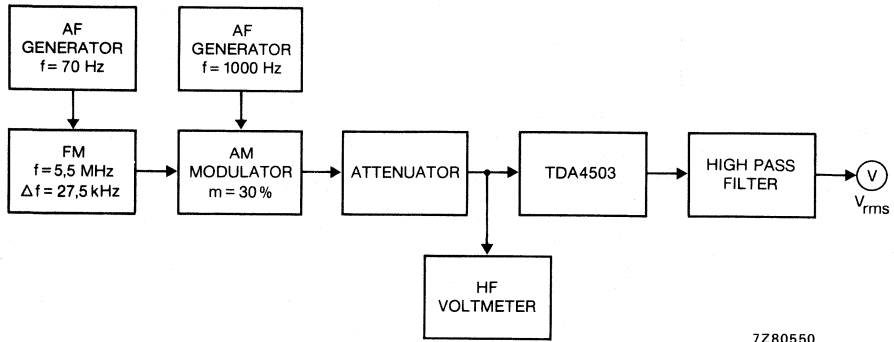 AF
GENERATOR
f = 70 Hz
AF
GENERATOR
f = 1000 Hz
FM
f = 5,5 MHz
Δf = 27,5 kHz
AM
MODULATOR
m = 30 %
ATTENUATOR
TDA4503
HIGH PASS
FILTER
V
Vrms
HF
VOLTMETER
7Z80550